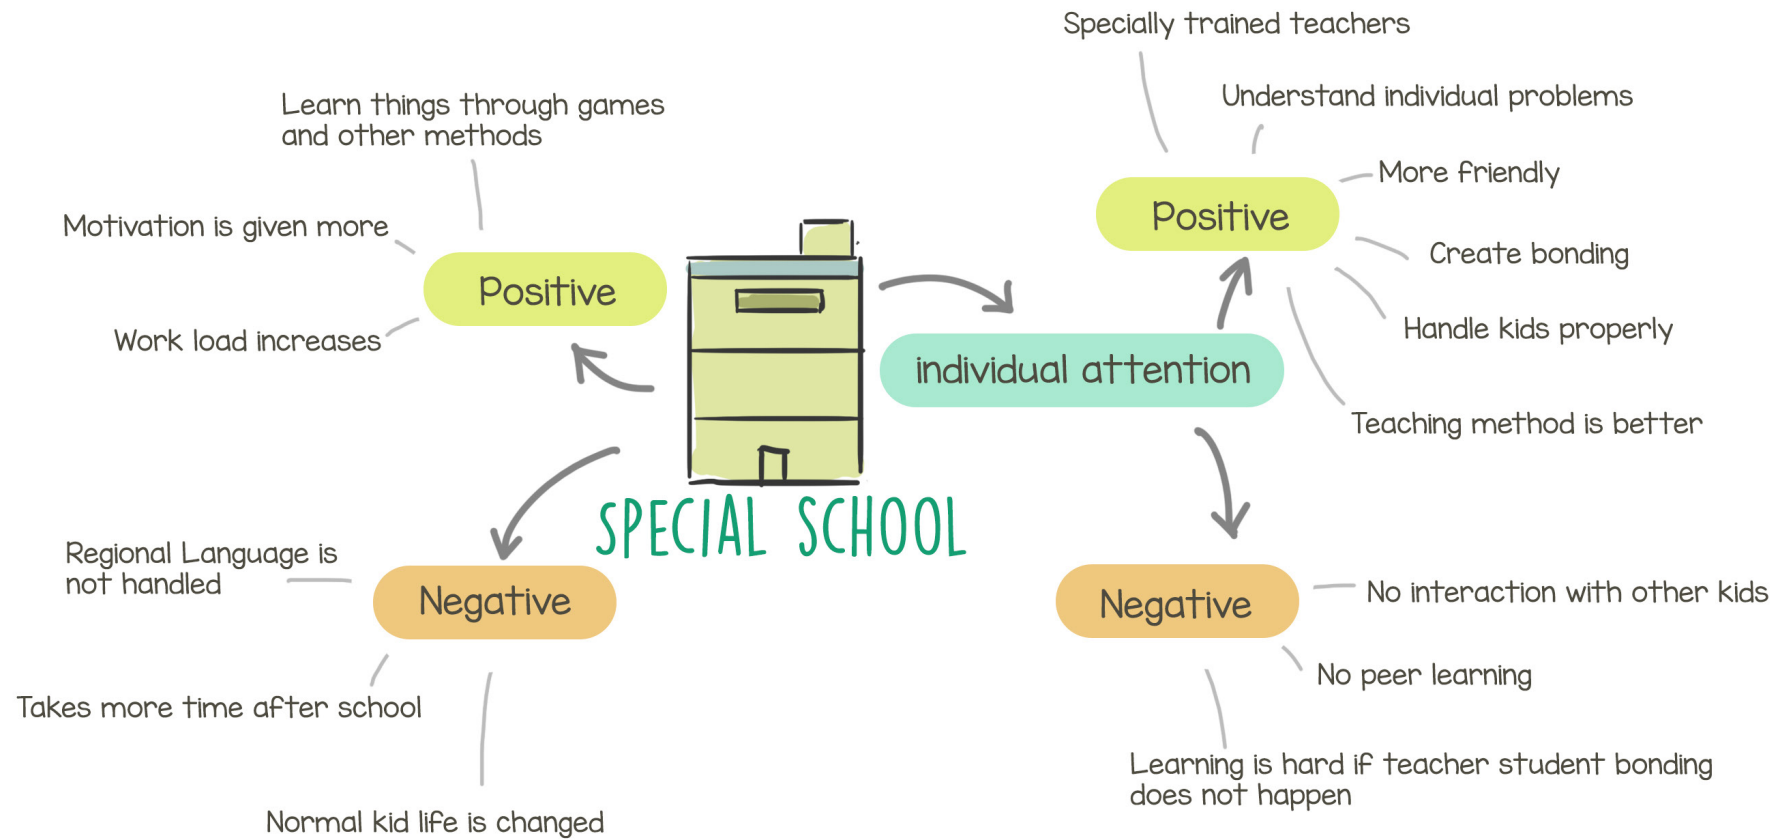 Specially trained teachers
Understand individual problems
Learn things through games
and other methods
More friendly
Positive
Motivation is given more
Create bonding
Positive
Handle kids properly
Work load increases
individual attention
Teaching method is better
SPECIAL SCHOOL
Regional Language is
not handled
Negative
Negative
No interaction with other kids
No peer learning
Takes more time after school
Learning is hard if teacher student bonding
does not happen
Normal kid life is changed